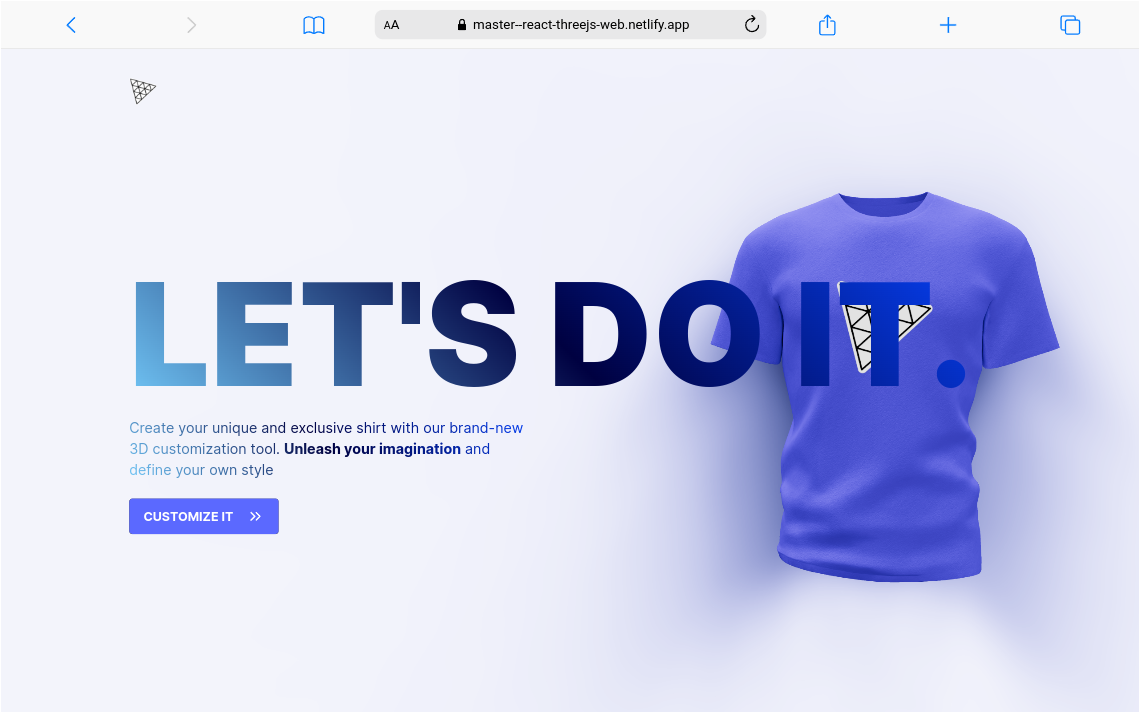 AA
master--react-threejs-web.netlify.app
LET'S DO IT.
Create your unique and exclusive shirt with our brand-new
3D customization tool. Unleash your imagination and
define your own style
CUSTOMIZE IT